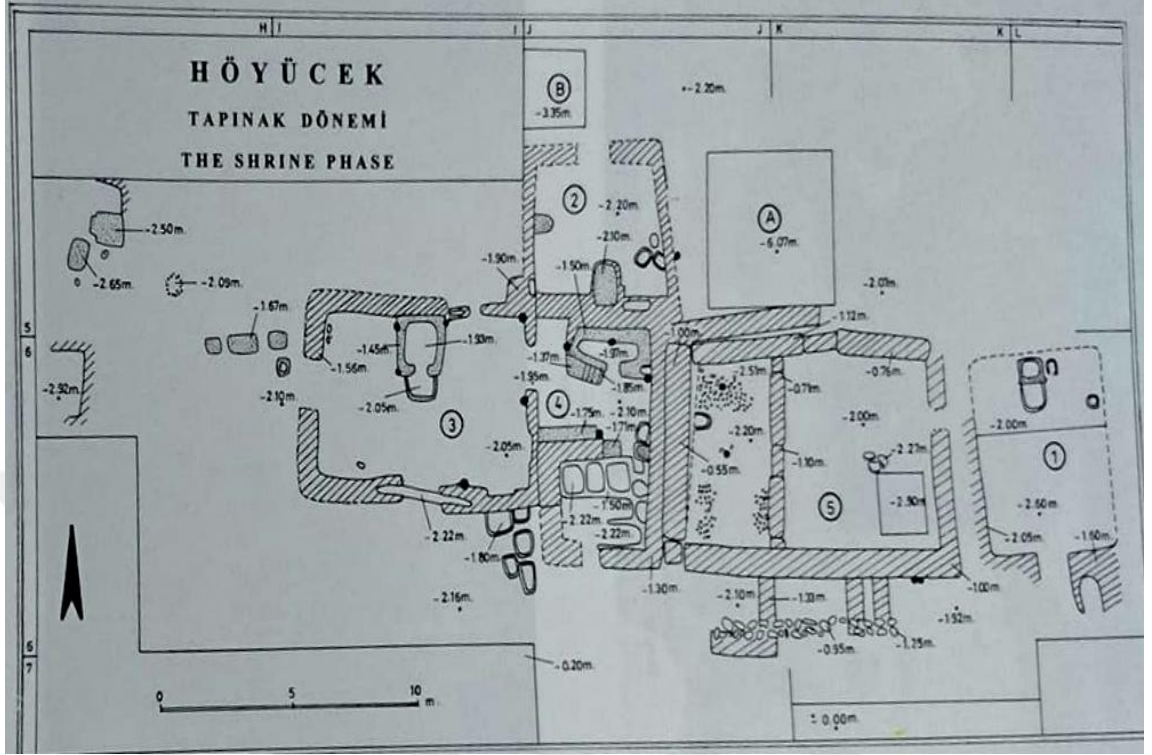 H I
I J
J K
K L
HÖYÜCEK
TAPINAK DÖNEMİ
THE SHRINE PHASE
B
-3.35m.
-2.20m.
2
-2.20m.
-2.10m.
-1.50m.
A
-6.07m.
-2.50m.
-2.65m.
-2.09m.
-1.90m.
-2.07m.
-1.67m.
-1.12m.
5
6
-1.00m.
-1.45m.
-1.93m.
-1.56m.
-1.37m.
-1.97m.
-2.51m.
-0.71m.
-0.76m.
-2.92m.
-2.10m.
-2.05m.
-1.95m.
-1.85m.
4
-2.10m.
-1.75m.
-1.71m.
-2.00m.
-2.00m.
3
-2.05m.
-2.20m.
-0.55m.
-1.10m.
-2.27m.
1
5
-2.90m
-2.60m.
-1.50m.
-2.22m.
-2.22m.
-2.22m.
-2.05m.
-1.60m.
-1.80m.
-1.30m.
-1.00m.
-2.16m.
-2.10m.
-1.33m.
-1.92m.
-0.95m.
-1.25m.
6
7
-0.20m.
0 5 10 m.
± 0.00m.